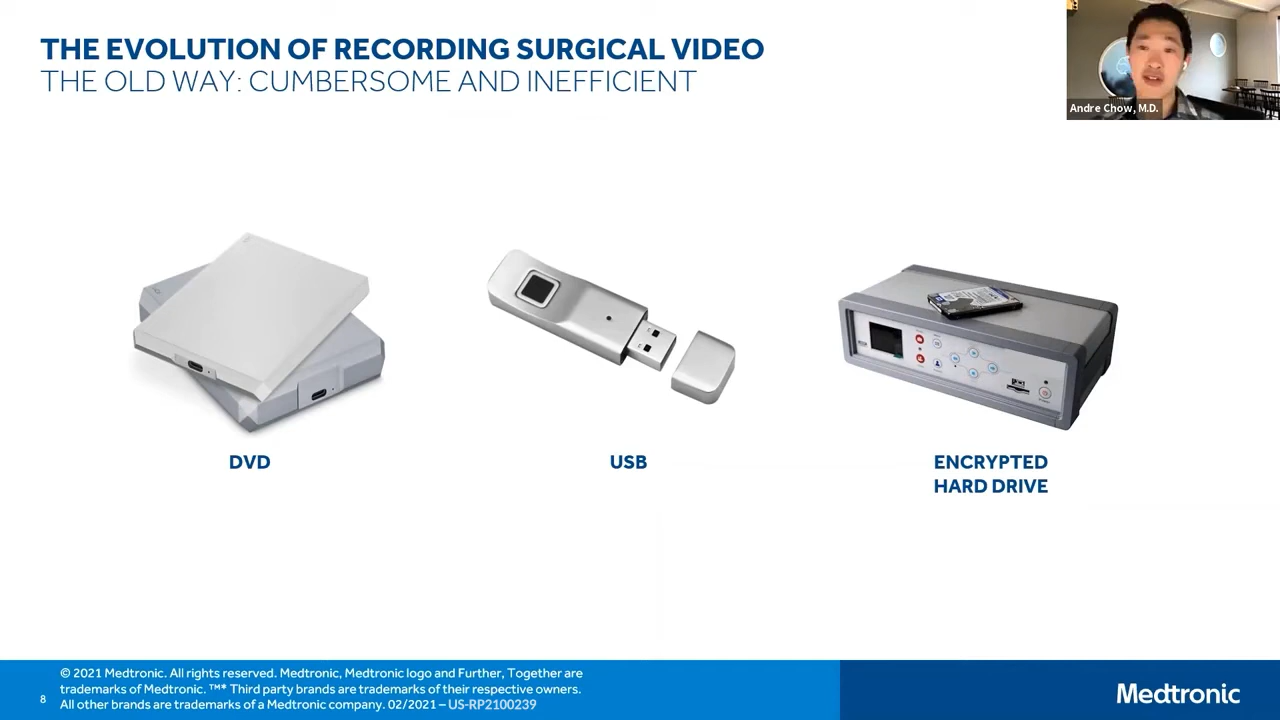 THE EVOLUTION OF RECORDING SURGICAL VIDEO
THE OLD WAY: CUMBERSOME AND INEFFICIENT
Andre Chow, M.D.
DVD
USB
ENCRYPTED
HARD DRIVE
© 2021 Medtronic. All rights reserved. Medtronic, Medtronic logo and Further, Together are
trademarks of Medtronic. ™* Third party brands are trademarks of their respective owners.
8 All other brands are trademarks of a Medtronic company. 02/2021 – US-RP2100239
Medtronic